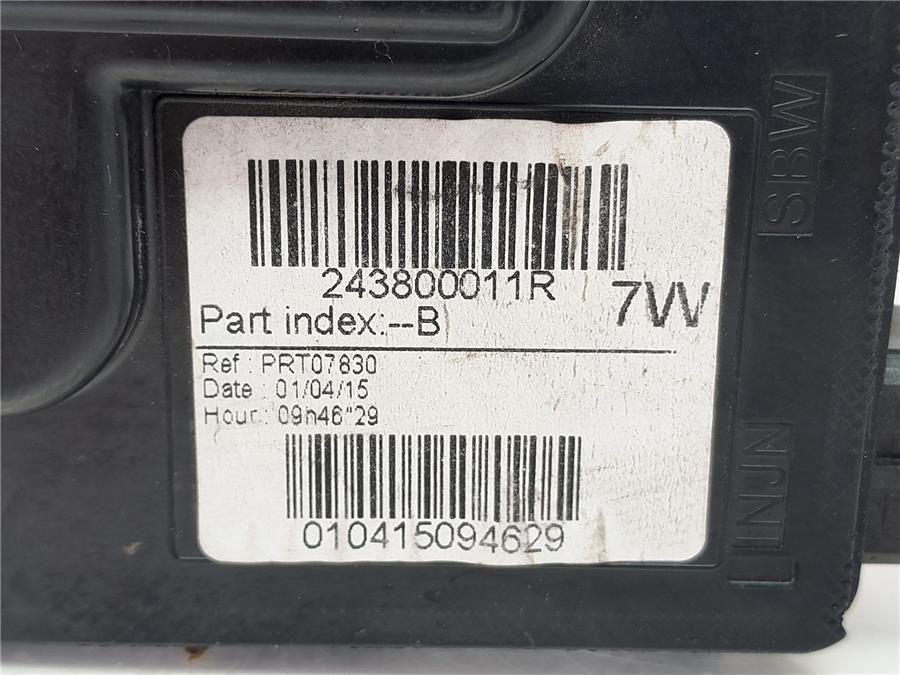 243800011R
7W
Part index:--B
Ref : PRT07830
Date : 01/04/15
Hour : 09h46"29
010415094629
SBW
INJN